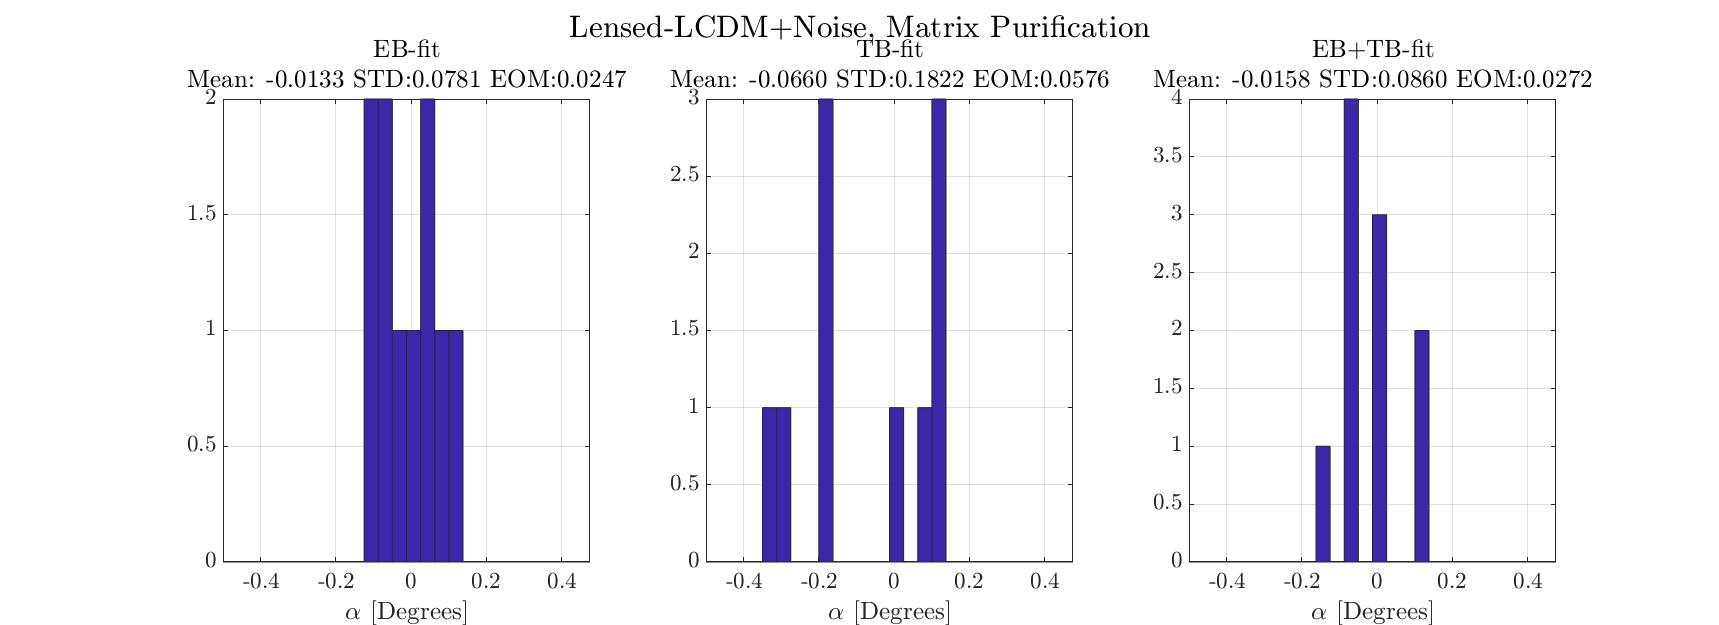 Lensed-LCDM+Noise, Matrix Purification
EB-fit
Mean: -0.0133 STD:0.0781 EOM:0.0247
2
1.5
1
0.5
0
-0.4 -0.2 0 0.2 0.4
α [Degrees]
TB-fit
Mean: -0.0660 STD:0.1822 EOM:0.0576
3
2.5
2
1.5
1
0.5
0
-0.4 -0.2 0 0.2 0.4
α [Degrees]
EB+TB-fit
Mean: -0.0158 STD:0.0860 EOM:0.0272
4
3.5
3
2.5
2
1.5
1
0.5
0
-0.4 -0.2 0 0.2 0.4
α [Degrees]